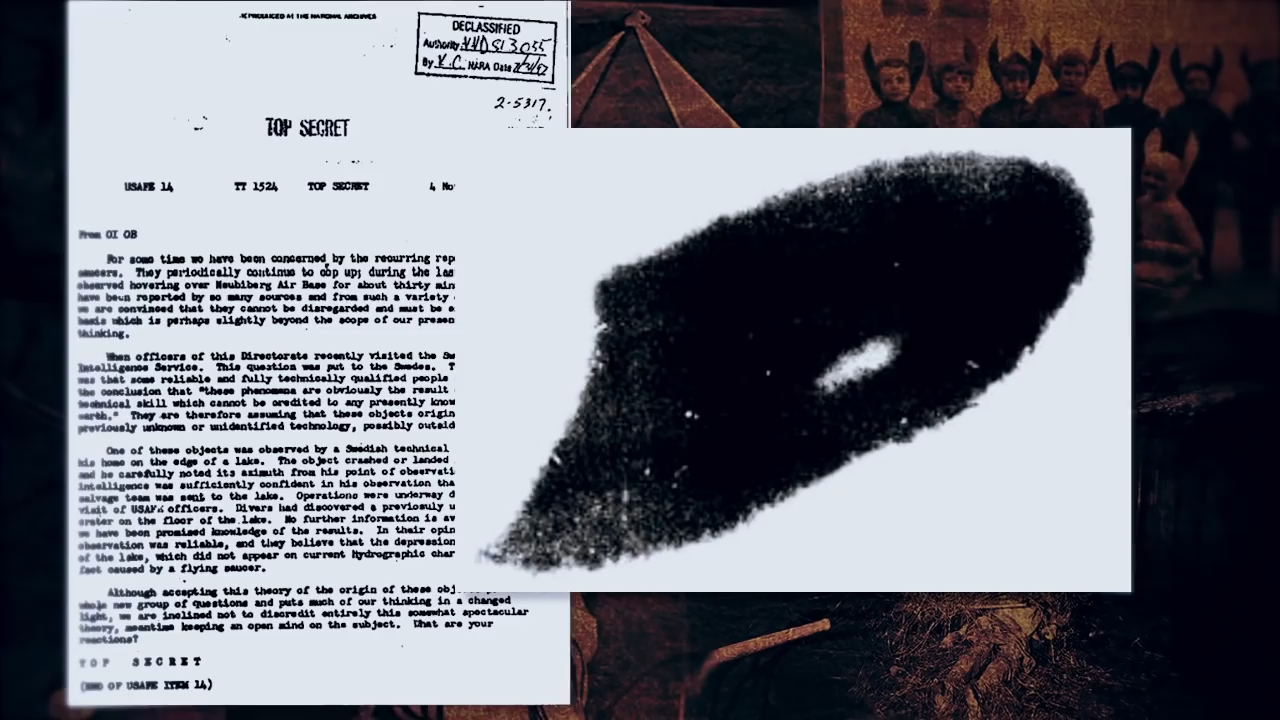 REPRODUCED AT THE NATIONAL ARCHIVES
DECLASSIFIED
Authority NND 813055
By V.C. NARA Date
2-5317.
TOP SECRET
USAFE 14 TT 1524 TOP SECRET 4 No
From OI OB
For some time we have been concerned by the recurring rep
saucers. They periodically continue to cop up; during the las
observed hovering over Neubiberg Air Base for about thirty min
have been reported by so many sources and from such a variety
we are convinced that they cannot be disregarded and must be e
basis which is perhaps slightly beyond the scope of our presen
thinking.
When officers of this Directorate recently visited the Sw
Intelligence Service. This question was put to the Swedes. T
was that some reliable and fully technically qualified people
the conclusion that "these phenomena are obviously the result
technical skill which cannot be credited to any presently know
earth." They are therefore assuming that these objects origin
previously unknown or unidentified technology, possibly outsid
One of these objects was observed by a Swedish technical
his home on the edge of a lake. The object crashed or landed
and he carefully noted its azimuth from his point of observati
intelligence was sufficiently confident in his observation tha
salvage team was sent to the lake. Operations were underway d
visit of USAFE officers. Divers had discovered a previosuly u
crater on the floor of the lake. No further information is av
we have been promised knowledge of the results. In their opin
observation was reliable, and they believe that the depression
of the lake, which did not appear on current Hydrographic char
fact caused by a flying saucer.
Although accepting this theory of the origin of these obj
whole new group of questions and puts much of our thinking in a changed
light, we are inclined not to discredit entirely this somewhat spectacular
theory, meantime keeping an open mind on the subject. What are your
reactions?
TOP SECRET
(END OF USAFE ITEM 14)